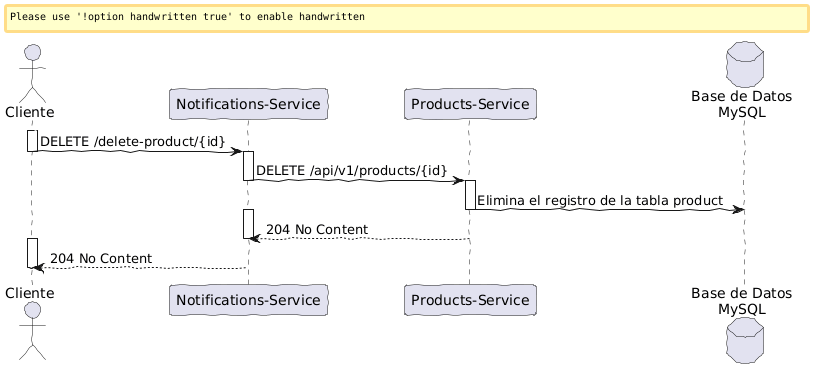 Please use '!option handwritten true' to enable handwritten
Cliente
Notifications-Service
Products-Service
Base de Datos
MySQL
DELETE /delete-product/{id}
DELETE /api/v1/products/{id}
Elimina el registro de la tabla product
204 No Content
204 No Content
Cliente
Notifications-Service
Products-Service
Base de Datos
MySQL